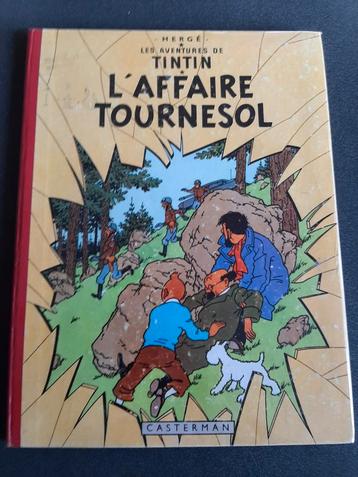 HERGÉ
LES AVENTURES DE
TINTIN
L'AFFAIRE
TOURNESOL
CASTERMAN